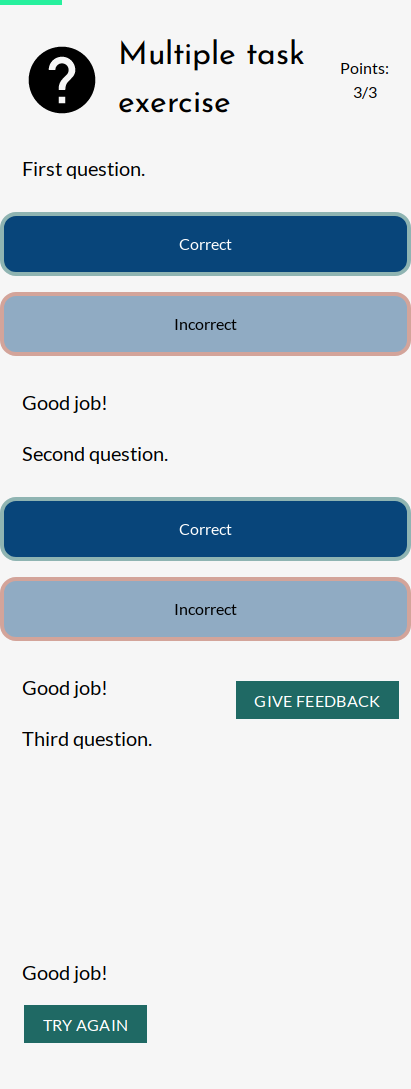 Multiple task
exercise
Points:
3/3
First question.
Correct
Incorrect
Good job!
Second question.
Correct
Incorrect
Good job!
GIVE FEEDBACK
Third question.
Good job!
TRY AGAIN